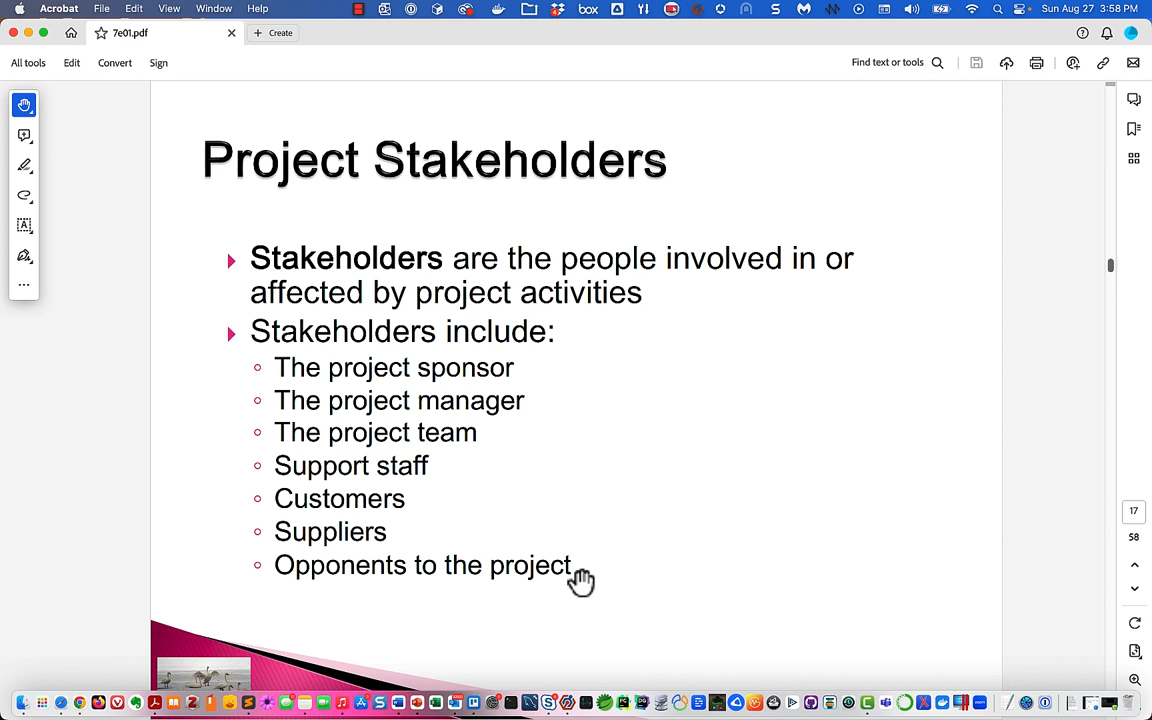 Acrobat File Edit View Window Help box Sun Aug 27 3:58 PM
7e01.pdf Create
All tools Edit Convert Sign Find text or tools
Project Stakeholders
Stakeholders are the people involved in or
affected by project activities
Stakeholders include:
The project sponsor
The project manager
The project team
Support staff
Customers
Suppliers
Opponents to the project
17
58